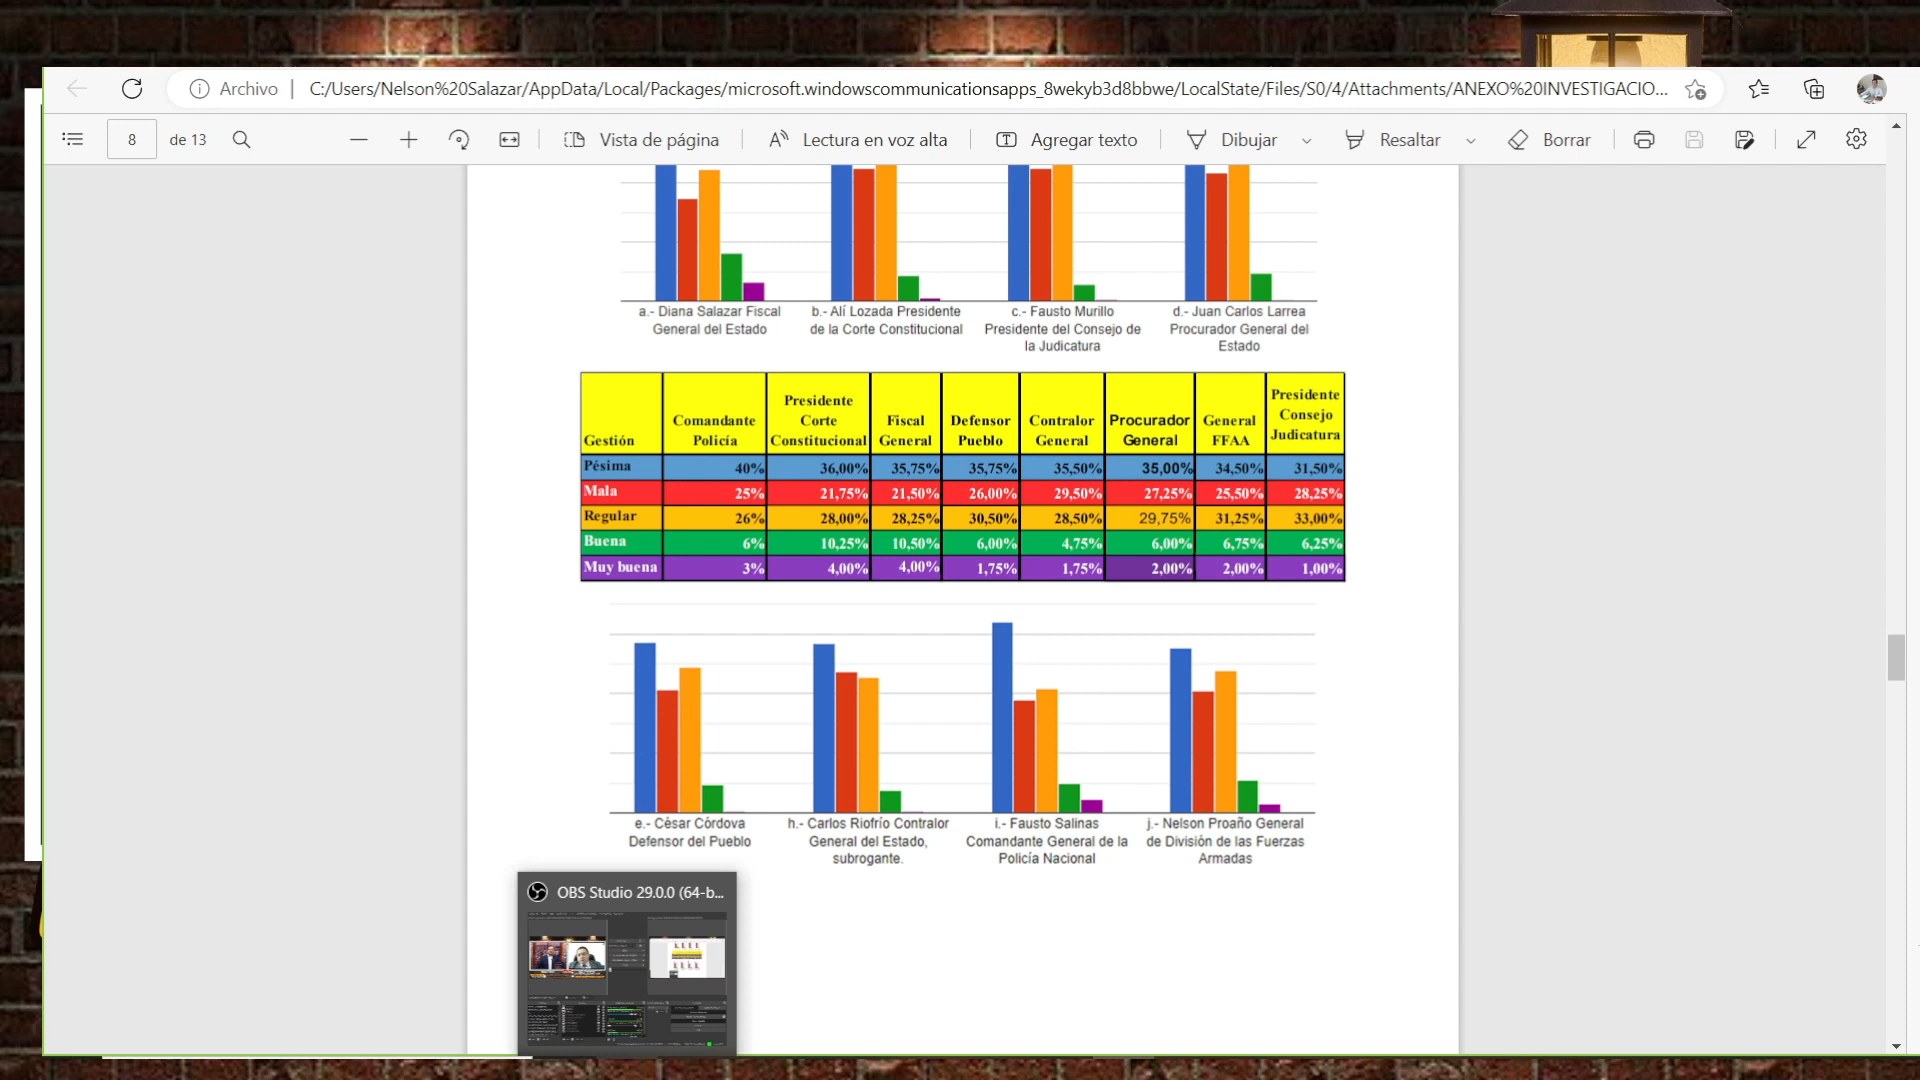 Archivo | C:/Users/Nelson%20Salazar/AppData/Local/Packages/microsoft.windowscommunicationsapps_8wekyb3d8bbwe/LocalState/Files/S0/4/Attachments/ANEXO%20INVESTIGACIO...
8 de 13 Vista de página Lectura en voz alta Agregar texto Dibujar Resaltar Borrar
a.- Diana Salazar Fiscal General del Estado
b.- Alí Lozada Presidente de la Corte Constitucional
c.- Fausto Murillo Presidente del Consejo de la Judicatura
d.- Juan Carlos Larrea Procurador General del Estado
Gestión Comandante Policía Presidente Corte Constitucional Fiscal General Defensor Pueblo Contralor General Procurador General General FFAA Presidente Consejo Judicatura
Pésima 40% 36,00% 35,75% 35,75% 35,50% 35,00% 34,50% 31,50%
Mala 25% 21,75% 21,50% 26,00% 29,50% 27,25% 25,50% 28,25%
Regular 26% 28,00% 28,25% 30,50% 28,50% 29,75% 31,25% 33,00%
Buena 6% 10,25% 10,50% 6,00% 4,75% 6,00% 6,75% 6,25%
Muy buena 3% 4,00% 4,00% 1,75% 1,75% 2,00% 2,00% 1,00%
e.- César Córdova Defensor del Pueblo
h.- Carlos Riofrío Contralor General del Estado, subrogante.
i.- Fausto Salinas Comandante General de la Policía Nacional
j.- Nelson Proaño General de División de las Fuerzas Armadas
OBS Studio 29.0.0 (64-b...